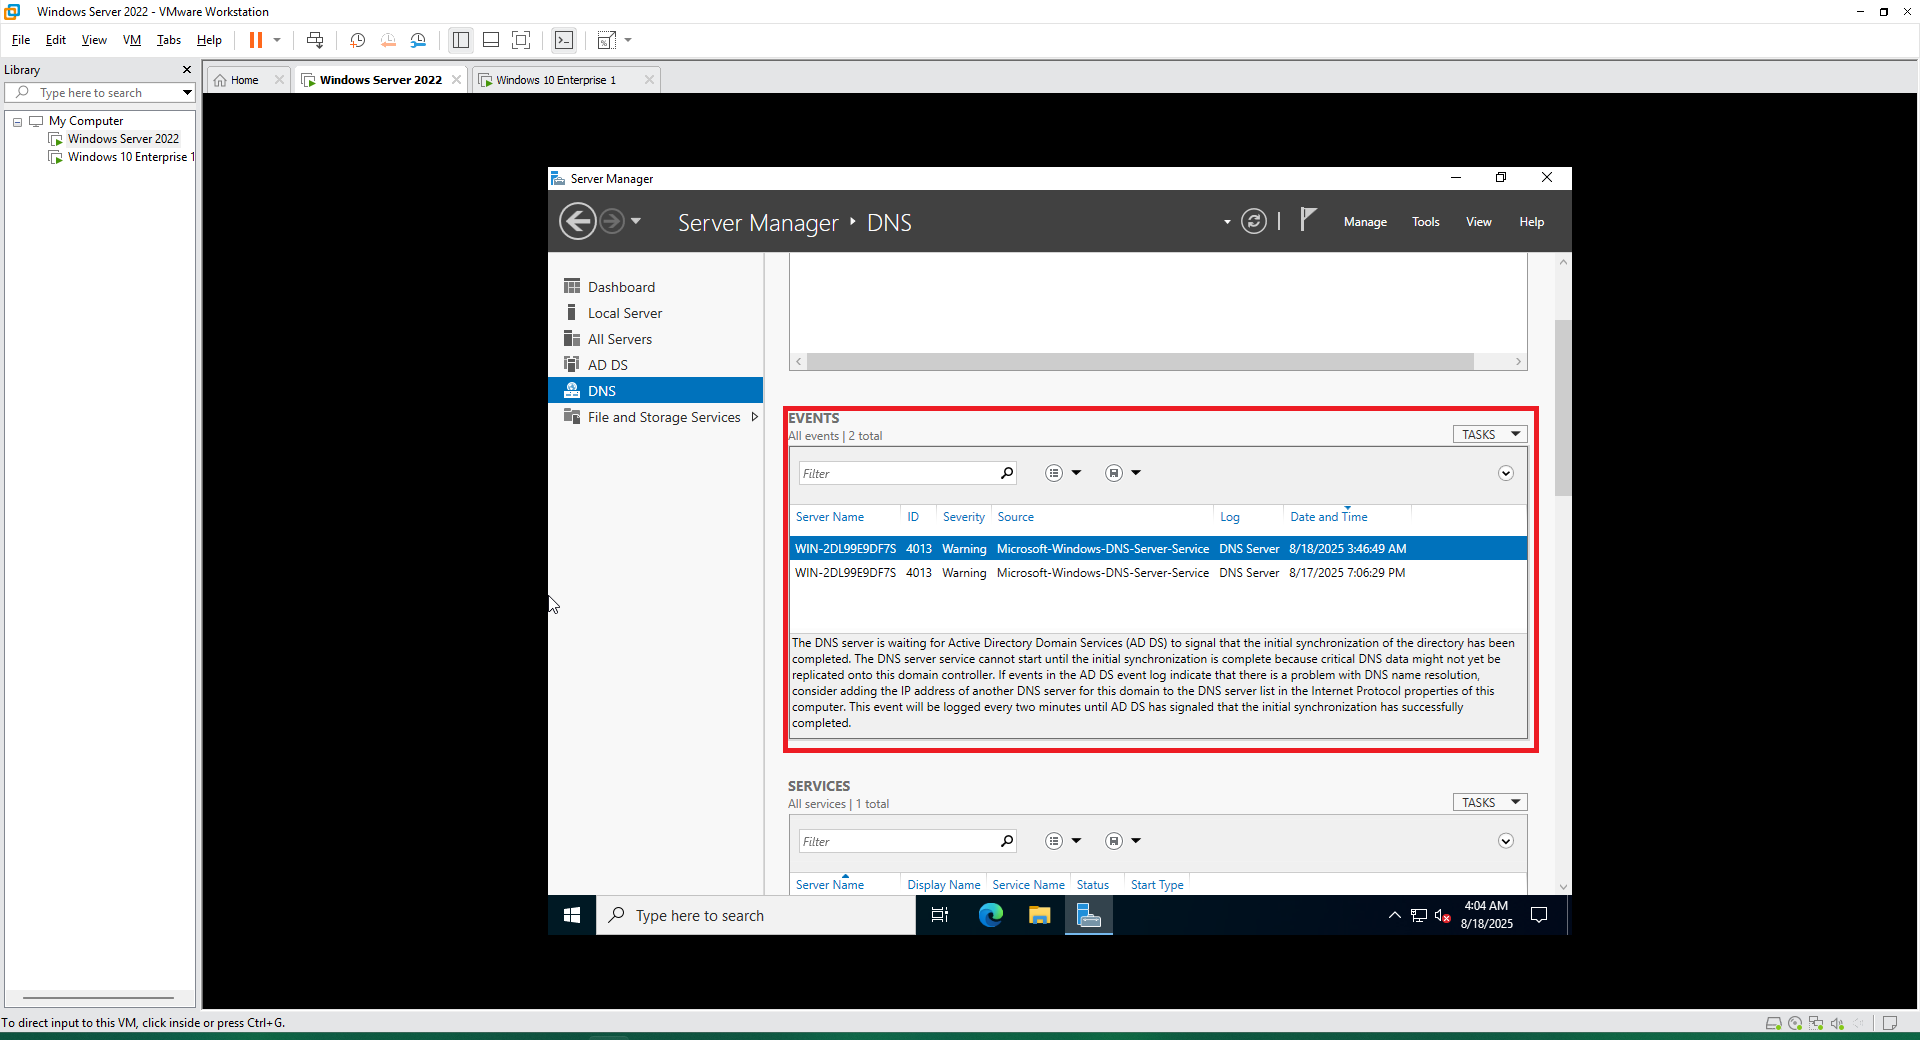 Windows Server 2022 - VMware Workstation
File Edit View VM Tabs Help
Library
Home
Windows Server 2022
Windows 10 Enterprise 1
Type here to search
My Computer
Windows Server 2022
Windows 10 Enterprise 1
Server Manager
Server Manager DNS
Manage Tools View Help
Dashboard
Local Server
All Servers
AD DS
DNS
File and Storage Services
EVENTS
All events | 2 total
TASKS
Filter
Server Name ID Severity Source Log Date and Time
WIN-2DL99E9DF7S 4013 Warning Microsoft-Windows-DNS-Server-Service DNS Server 8/18/2025 3:46:49 AM
WIN-2DL99E9DF7S 4013 Warning Microsoft-Windows-DNS-Server-Service DNS Server 8/17/2025 7:06:29 PM
The DNS server is waiting for Active Directory Domain Services (AD DS) to signal that the initial synchronization of the directory has been
completed. The DNS server service cannot start until the initial synchronization is complete because critical DNS data might not yet be
replicated onto this domain controller. If events in the AD DS event log indicate that there is a problem with DNS name resolution,
consider adding the IP address of another DNS server for this domain to the DNS server list in the Internet Protocol properties of this
computer. This event will be logged every two minutes until AD DS has signaled that the initial synchronization has successfully
completed.
SERVICES
All services | 1 total
TASKS
Filter
Server Name Display Name Service Name Status Start Type
Type here to search
4:04 AM
8/18/2025
To direct input to this VM, click inside or press Ctrl+G.